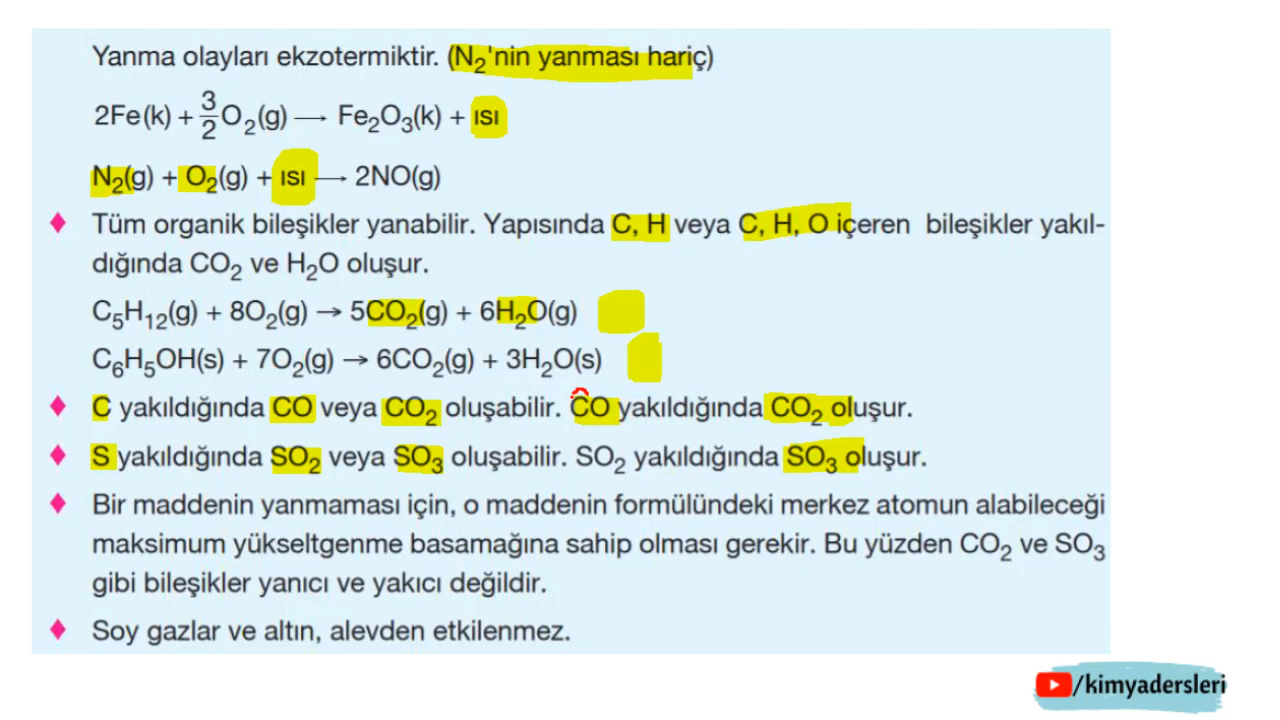 Yanma olayları ekzotermiktir. (N₂'nin yanması hariç)
2Fe(k) + 3/2 O₂(g) ⟶ Fe₂O₃(k) + ısı
N₂(g) + O₂(g) + ısı ⟶ 2NO(g)
♦ Tüm organik bileşikler yanabilir. Yapısında C, H veya C, H, O içeren bileşikler yakıl-
dığında CO₂ ve H₂O oluşur.
C₅H₁₂(g) + 8O₂(g) → 5CO₂(g) + 6H₂O(g)
C₆H₅OH(s) + 7O₂(g) → 6CO₂(g) + 3H₂O(s)
♦ C yakıldığında CO veya CO₂ oluşabilir. CO yakıldığında CO₂ oluşur.
♦ S yakıldığında SO₂ veya SO₃ oluşabilir. SO₂ yakıldığında SO₃ oluşur.
♦ Bir maddenin yanmaması için, o maddenin formülündeki merkez atomun alabileceği
maksimum yükseltgenme basamağına sahip olması gerekir. Bu yüzden CO₂ ve SO₃
gibi bileşikler yanıcı ve yakıcı değildir.
♦ Soy gazlar ve altın, alevden etkilenmez.
/kimyadersleri